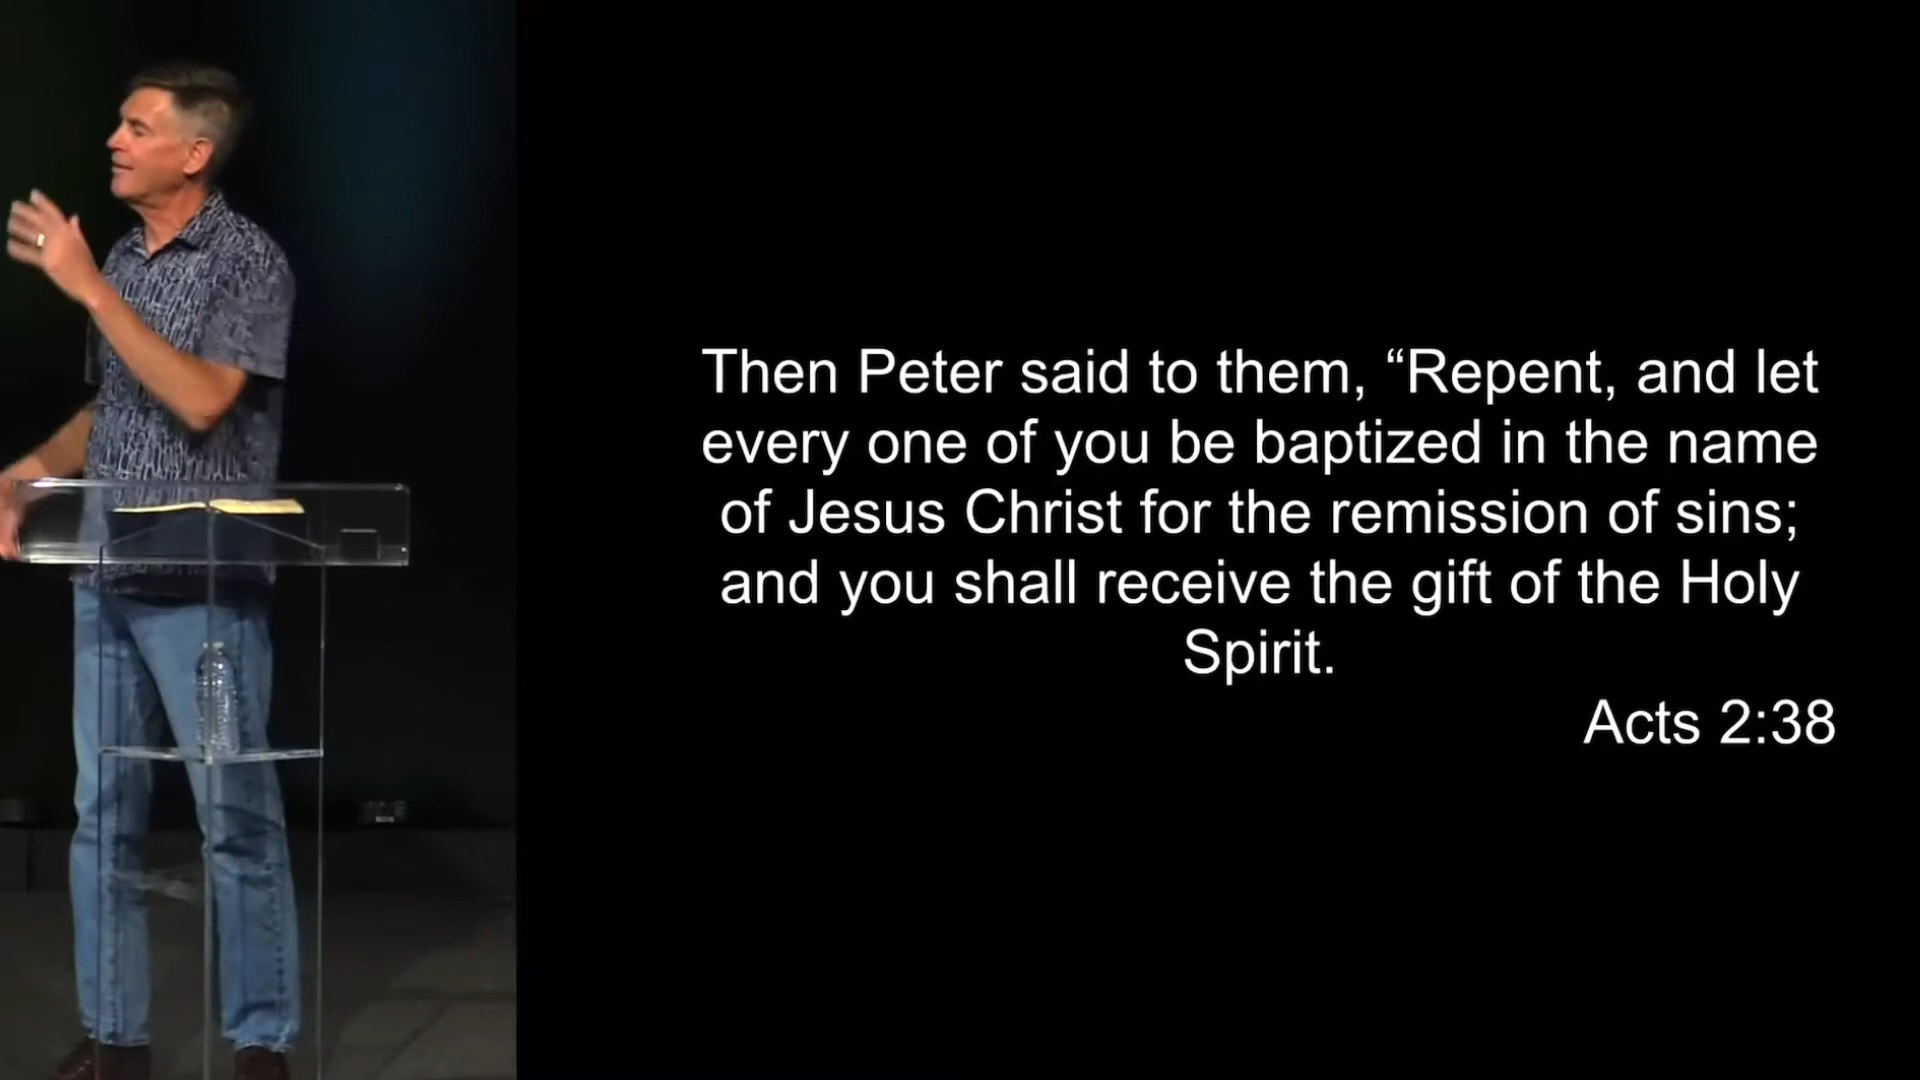 Then Peter said to them, “Repent, and let
every one of you be baptized in the name
of Jesus Christ for the remission of sins;
and you shall receive the gift of the Holy
Spirit.
Acts 2:38